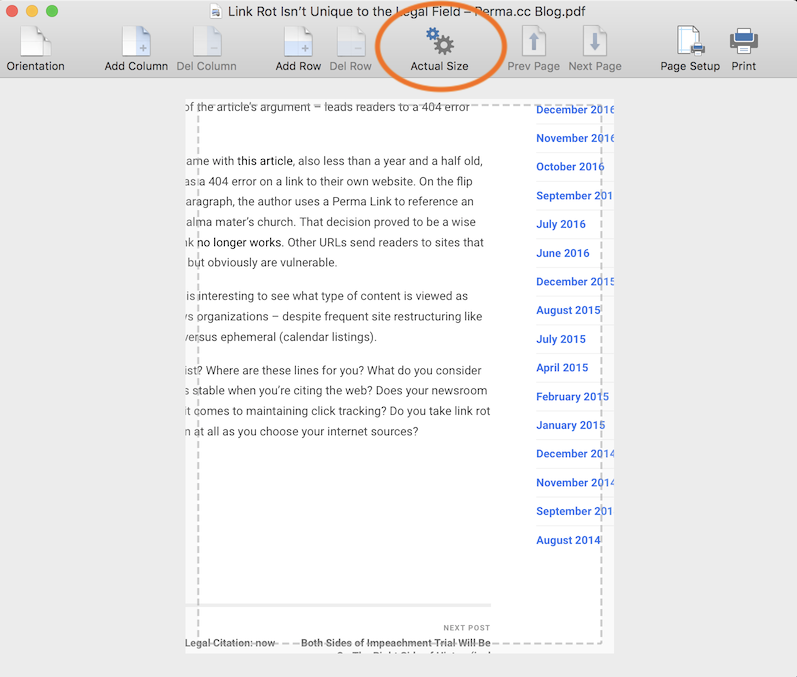 Link Rot Isn’t Unique to the Legal Field – Perma.cc Blog.pdf
Orientation
Add Column
Del Column
Add Row
Del Row
Actual Size
Prev Page
Next Page
Page Setup
Print
of the article’s argument – leads readers to a 404 error
ame with this article, also less than a year and a half old,
as a 404 error on a link to their own website. On the flip
aragraph, the author uses a Perma Link to reference an
alma mater’s church. That decision proved to be a wise
nk no longer works. Other URLs send readers to sites that
but obviously are vulnerable.
is interesting to see what type of content is viewed as
vs organizations – despite frequent site restructuring like
versus ephemeral (calendar listings).
ist? Where are these lines for you? What do you consider
s stable when you’re citing the web? Does your newsroom
it comes to maintaining click tracking? Do you take link rot
n at all as you choose your internet sources?
December 2016
November 2016
October 2016
September 201
July 2016
June 2016
December 2015
August 2015
July 2015
April 2015
February 2015
January 2015
December 2014
November 2014
September 201
August 2014
NEXT POST
Legal Citation: now
Both Sides of Impeachment Trial Will Be